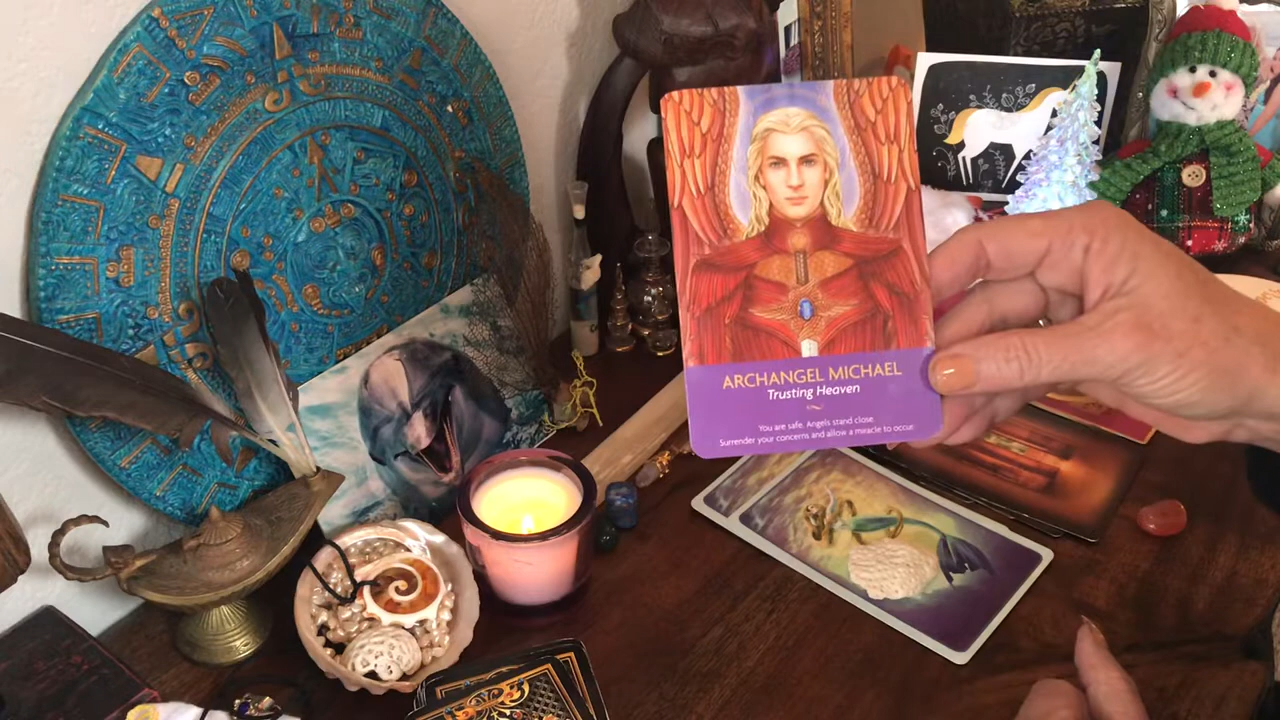 ARCHANGEL MICHAEL
Trusting Heaven
You are safe. Angels stand close.
Surrender your concerns and allow a miracle to occur.